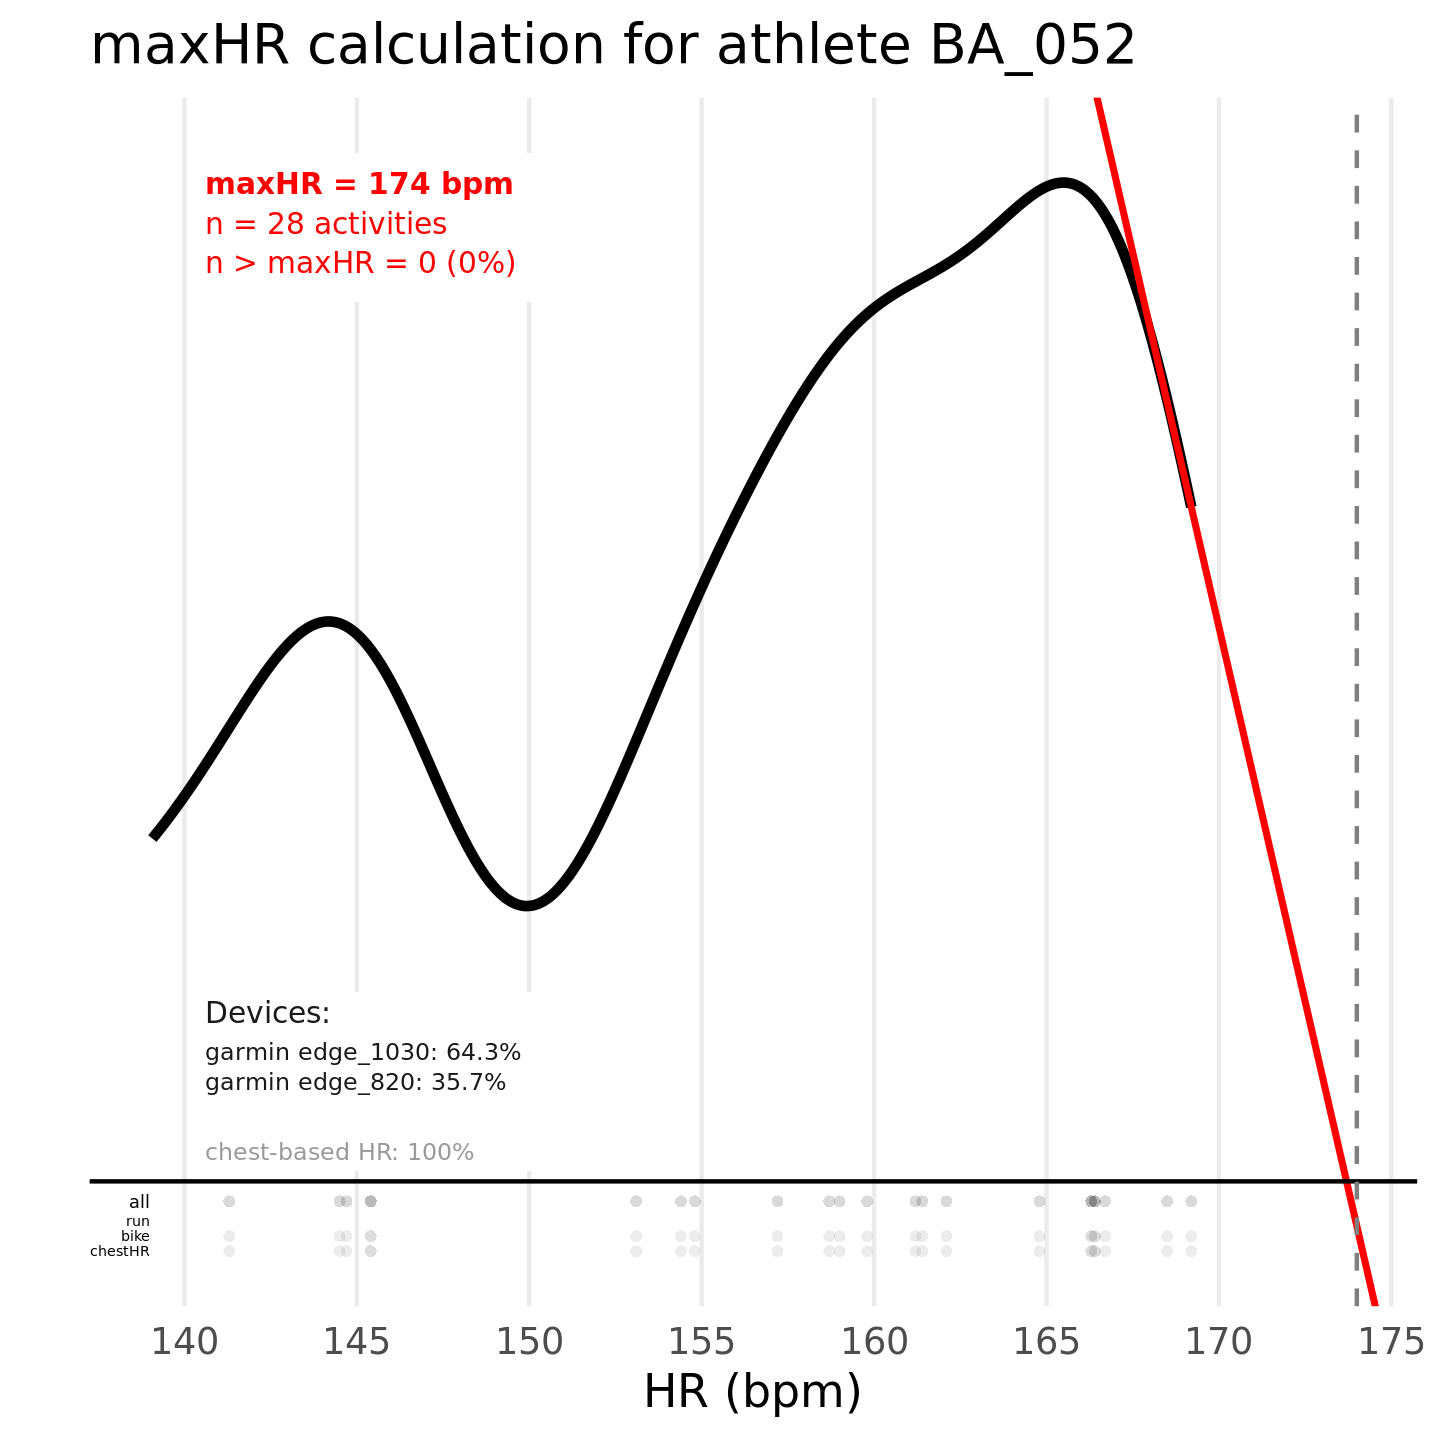 maxHR calculation for athlete BA_052
maxHR = 174 bpm
n = 28 activities
n > maxHR = 0 (0%)
Devices:
garmin edge_1030: 64.3%
garmin edge_820: 35.7%
chest-based HR: 100%
all
run
bike
chestHR
140 145 150 155 160 165 170 175
HR (bpm)